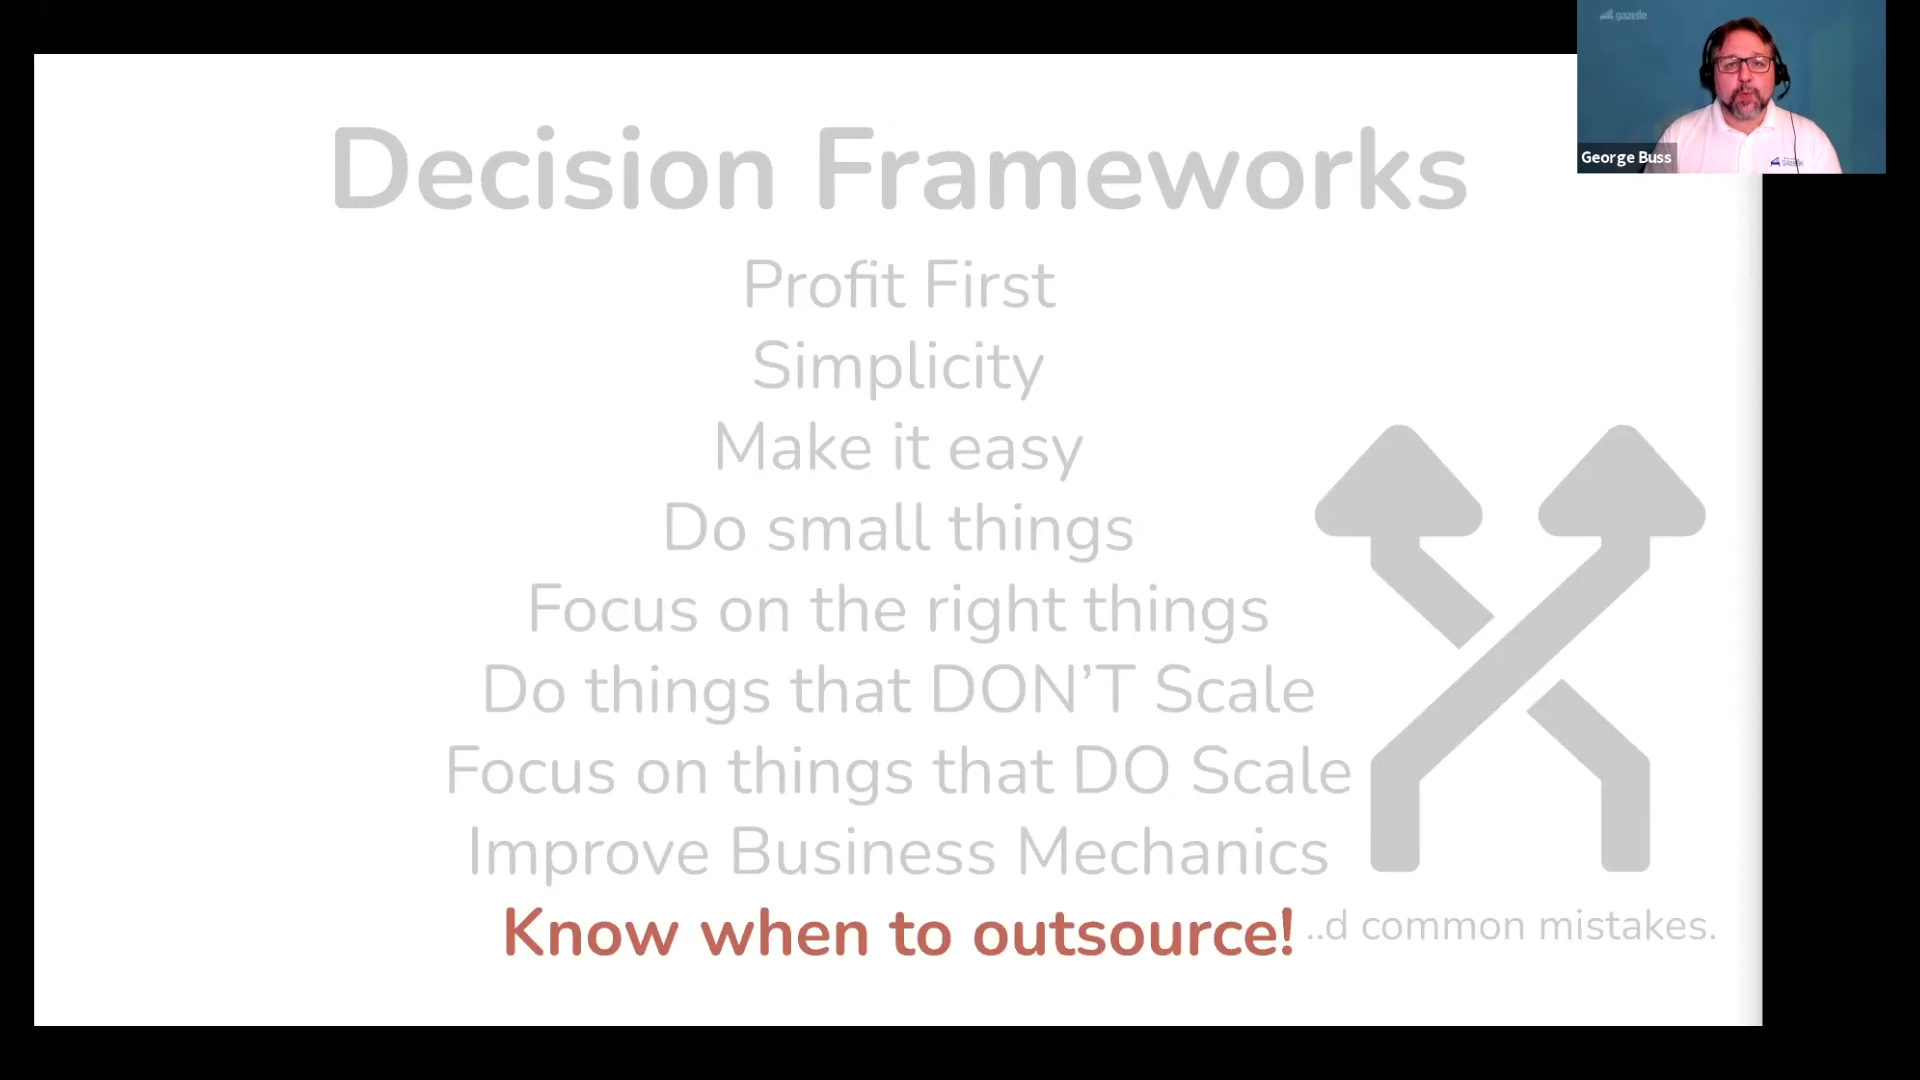 gazelle
George Buss
gazelle
Decision Frameworks
Profit First
Simplicity
Make it easy
Do small things
Focus on the right things
Do things that DON’T Scale
Focus on things that DO Scale
Improve Business Mechanics
Know when to outsource!
..d common mistakes.